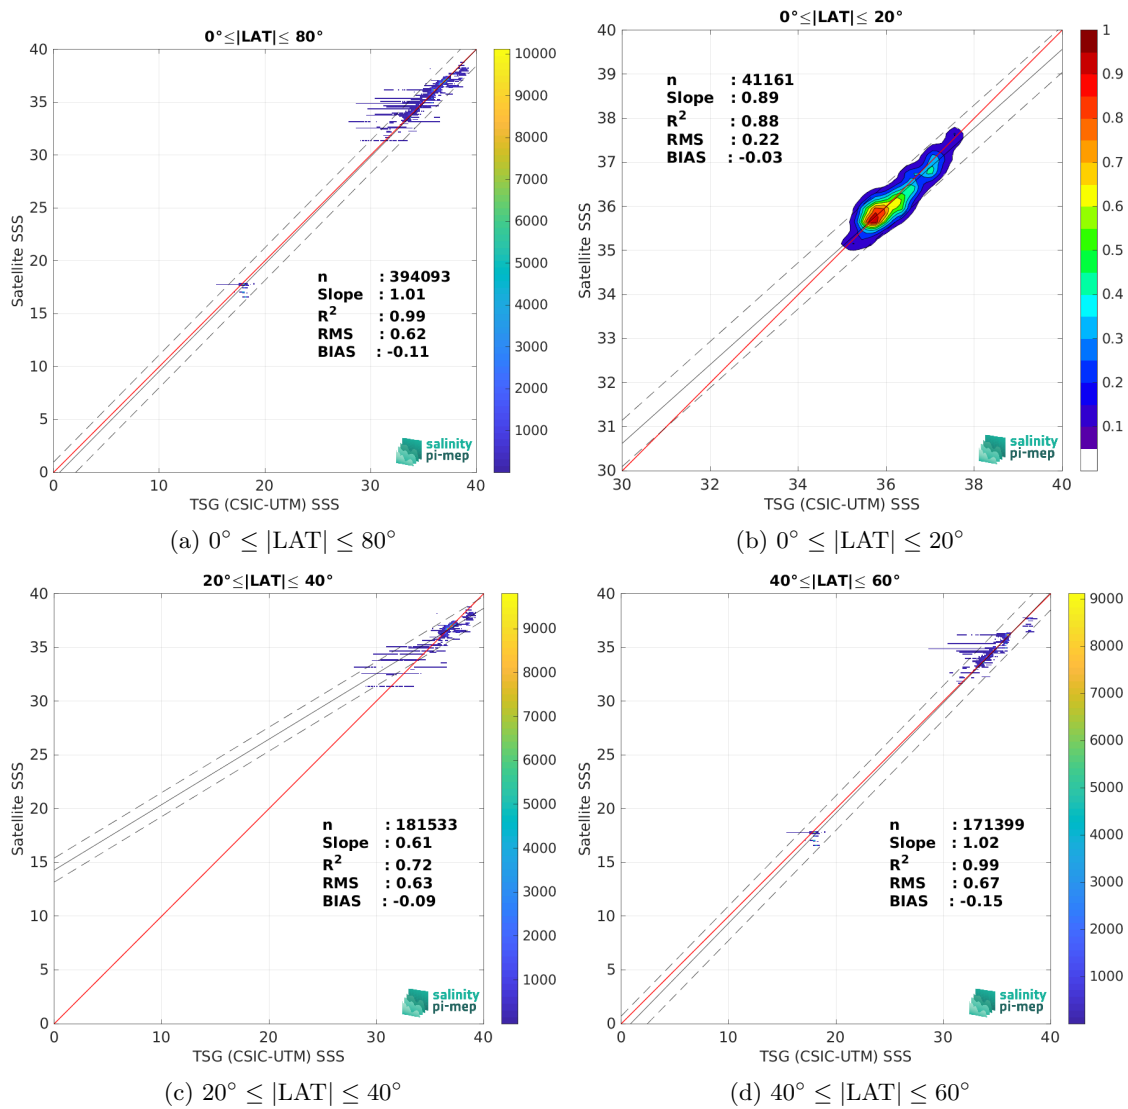 0°≤|LAT|≤ 80°
Satellite SSS
40
35
30
25
20
15
10
5
0
n : 394093
Slope : 1.01
R² : 0.99
RMS : 0.62
BIAS : -0.11
salinity
pi-mep
0 10 20 30 40
TSG (CSIC-UTM) SSS
10000
9000
8000
7000
6000
5000
4000
3000
2000
1000
(a) 0° ≤ |LAT| ≤ 80°
0°≤|LAT|≤ 20°
Satellite SSS
40
39
38
37
36
35
34
33
32
31
30
n : 41161
Slope : 0.89
R² : 0.88
RMS : 0.22
BIAS : -0.03
salinity
pi-mep
30 32 34 36 38 40
TSG (CSIC-UTM) SSS
1
0.9
0.8
0.7
0.6
0.5
0.4
0.3
0.2
0.1
(b) 0° ≤ |LAT| ≤ 20°
20°≤|LAT|≤ 40°
Satellite SSS
40
35
30
25
20
15
10
5
0
n : 181533
Slope : 0.61
R² : 0.72
RMS : 0.63
BIAS : -0.09
salinity
pi-mep
0 10 20 30 40
TSG (CSIC-UTM) SSS
9000
8000
7000
6000
5000
4000
3000
2000
1000
(c) 20° ≤ |LAT| ≤ 40°
40°≤|LAT|≤ 60°
Satellite SSS
40
35
30
25
20
15
10
5
0
n : 171399
Slope : 1.02
R² : 0.99
RMS : 0.67
BIAS : -0.15
salinity
pi-mep
0 10 20 30 40
TSG (CSIC-UTM) SSS
9000
8000
7000
6000
5000
4000
3000
2000
1000
(d) 40° ≤ |LAT| ≤ 60°